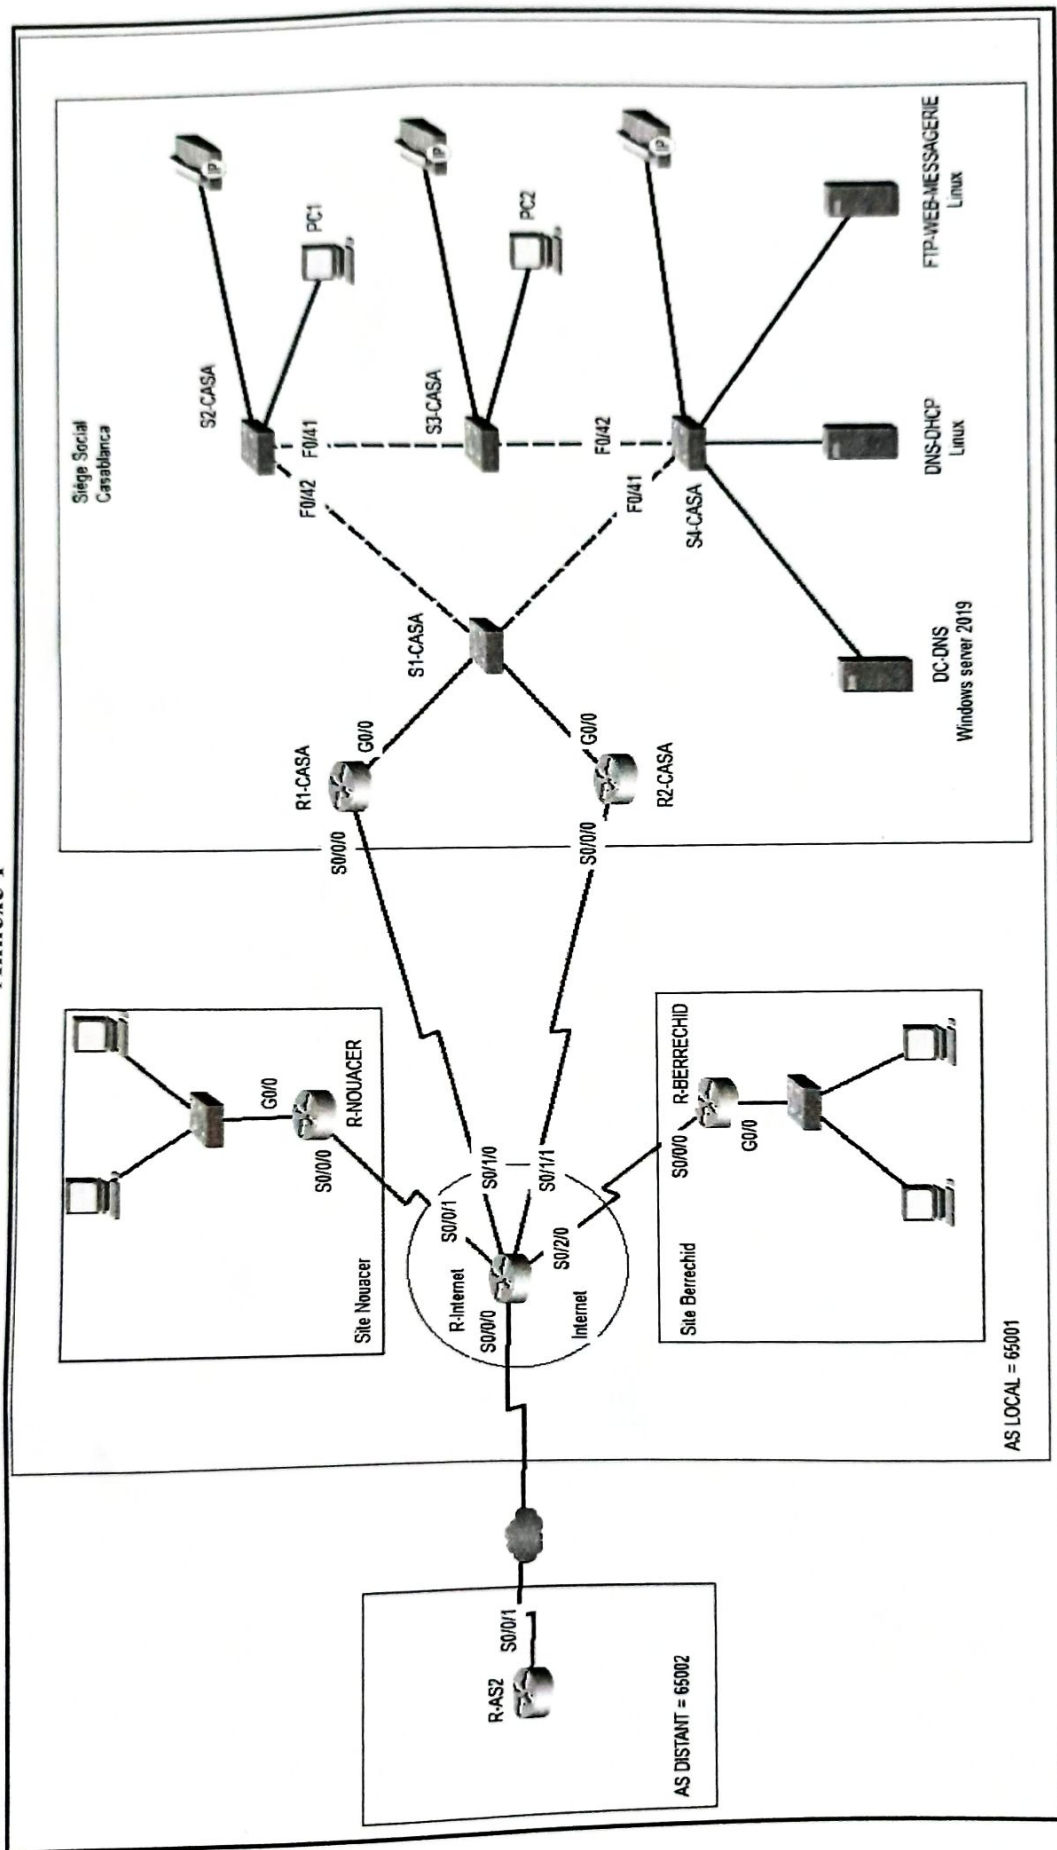 Siége Social
Casablanca
S2-CASA
PC1
F0/41
F0/42
S3-CASA
PC2
F0/42
F0/41
S4-CASA
S1-CASA
FTP-WEB-MESSAGERIE
Linux
DNS-DHCP
Linux
DC-DNS
Windows server 2019
R1-CASA
G0/0
S0/0/0
G0/0
R2-CASA
S0/0/0
G0/0
R-NOUACER
S0/0/0
Site Nouacer
S0/0/1
S0/1/0
S0/1/1
S0/2/0
R-Internet
S0/0/0
Internet
R-BERRECHID
S0/0/0
G0/0
Site Berrechid
AS LOCAL = 65001
S0/0/1
R-AS2
AS DISTANT = 65002
IP
IP
IP